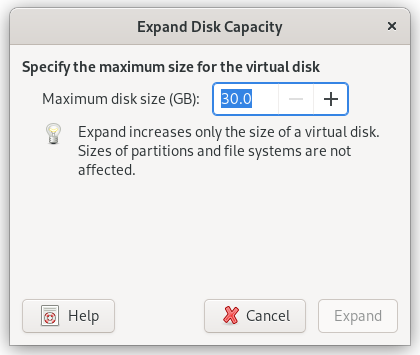 Expand Disk Capacity
Specify the maximum size for the virtual disk
Maximum disk size (GB): 30.0
Expand increases only the size of a virtual disk.
Sizes of partitions and file systems are not
affected.
Help Cancel Expand